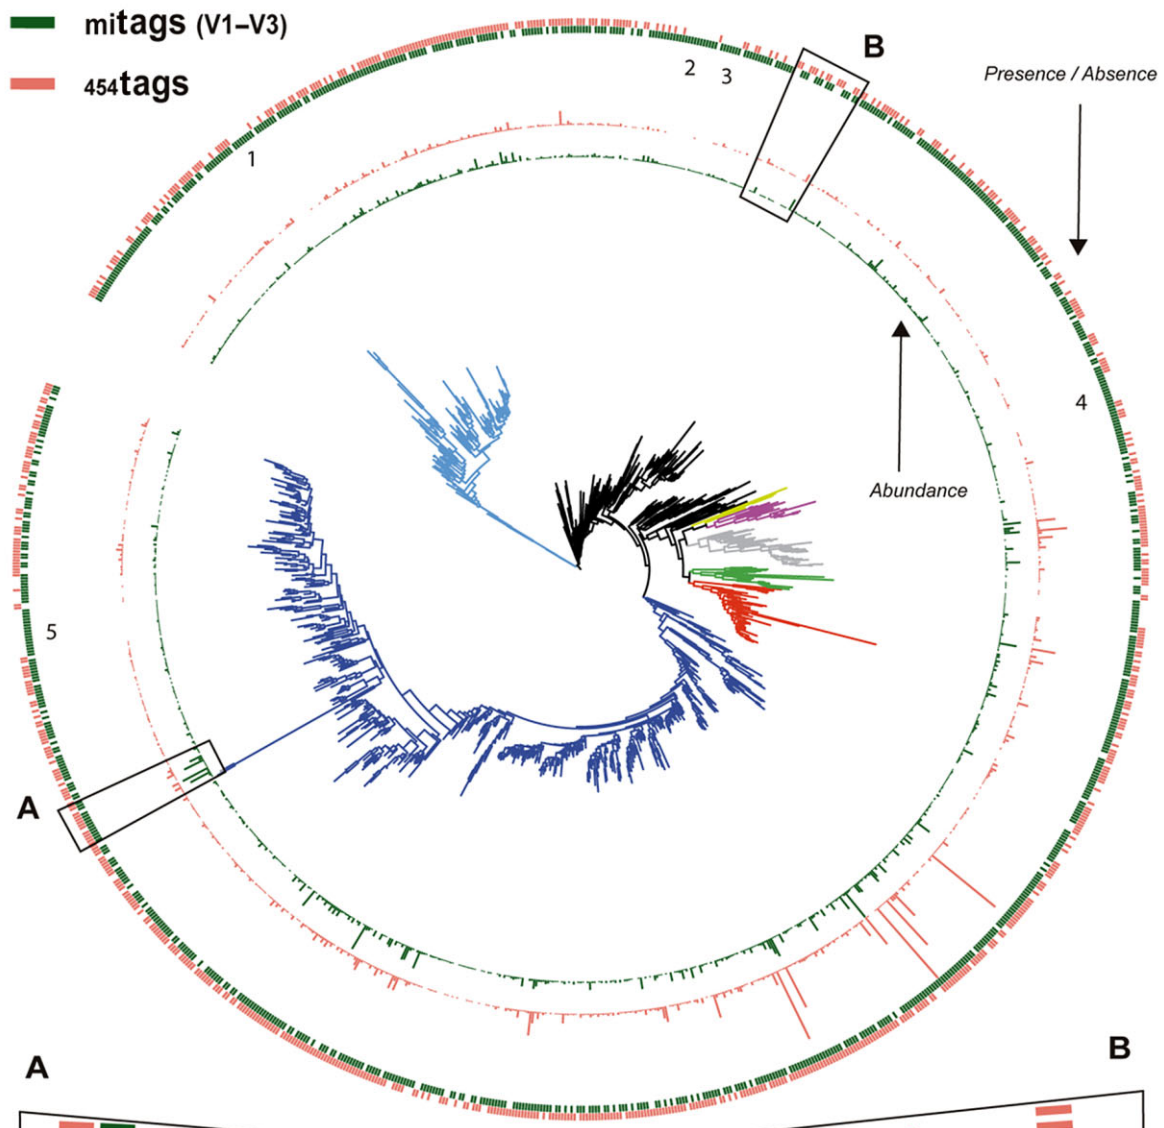 mitags (V1–V3)
454tags
B
2
3
Presence / Absence
1
4
Abundance
5
A
A
B